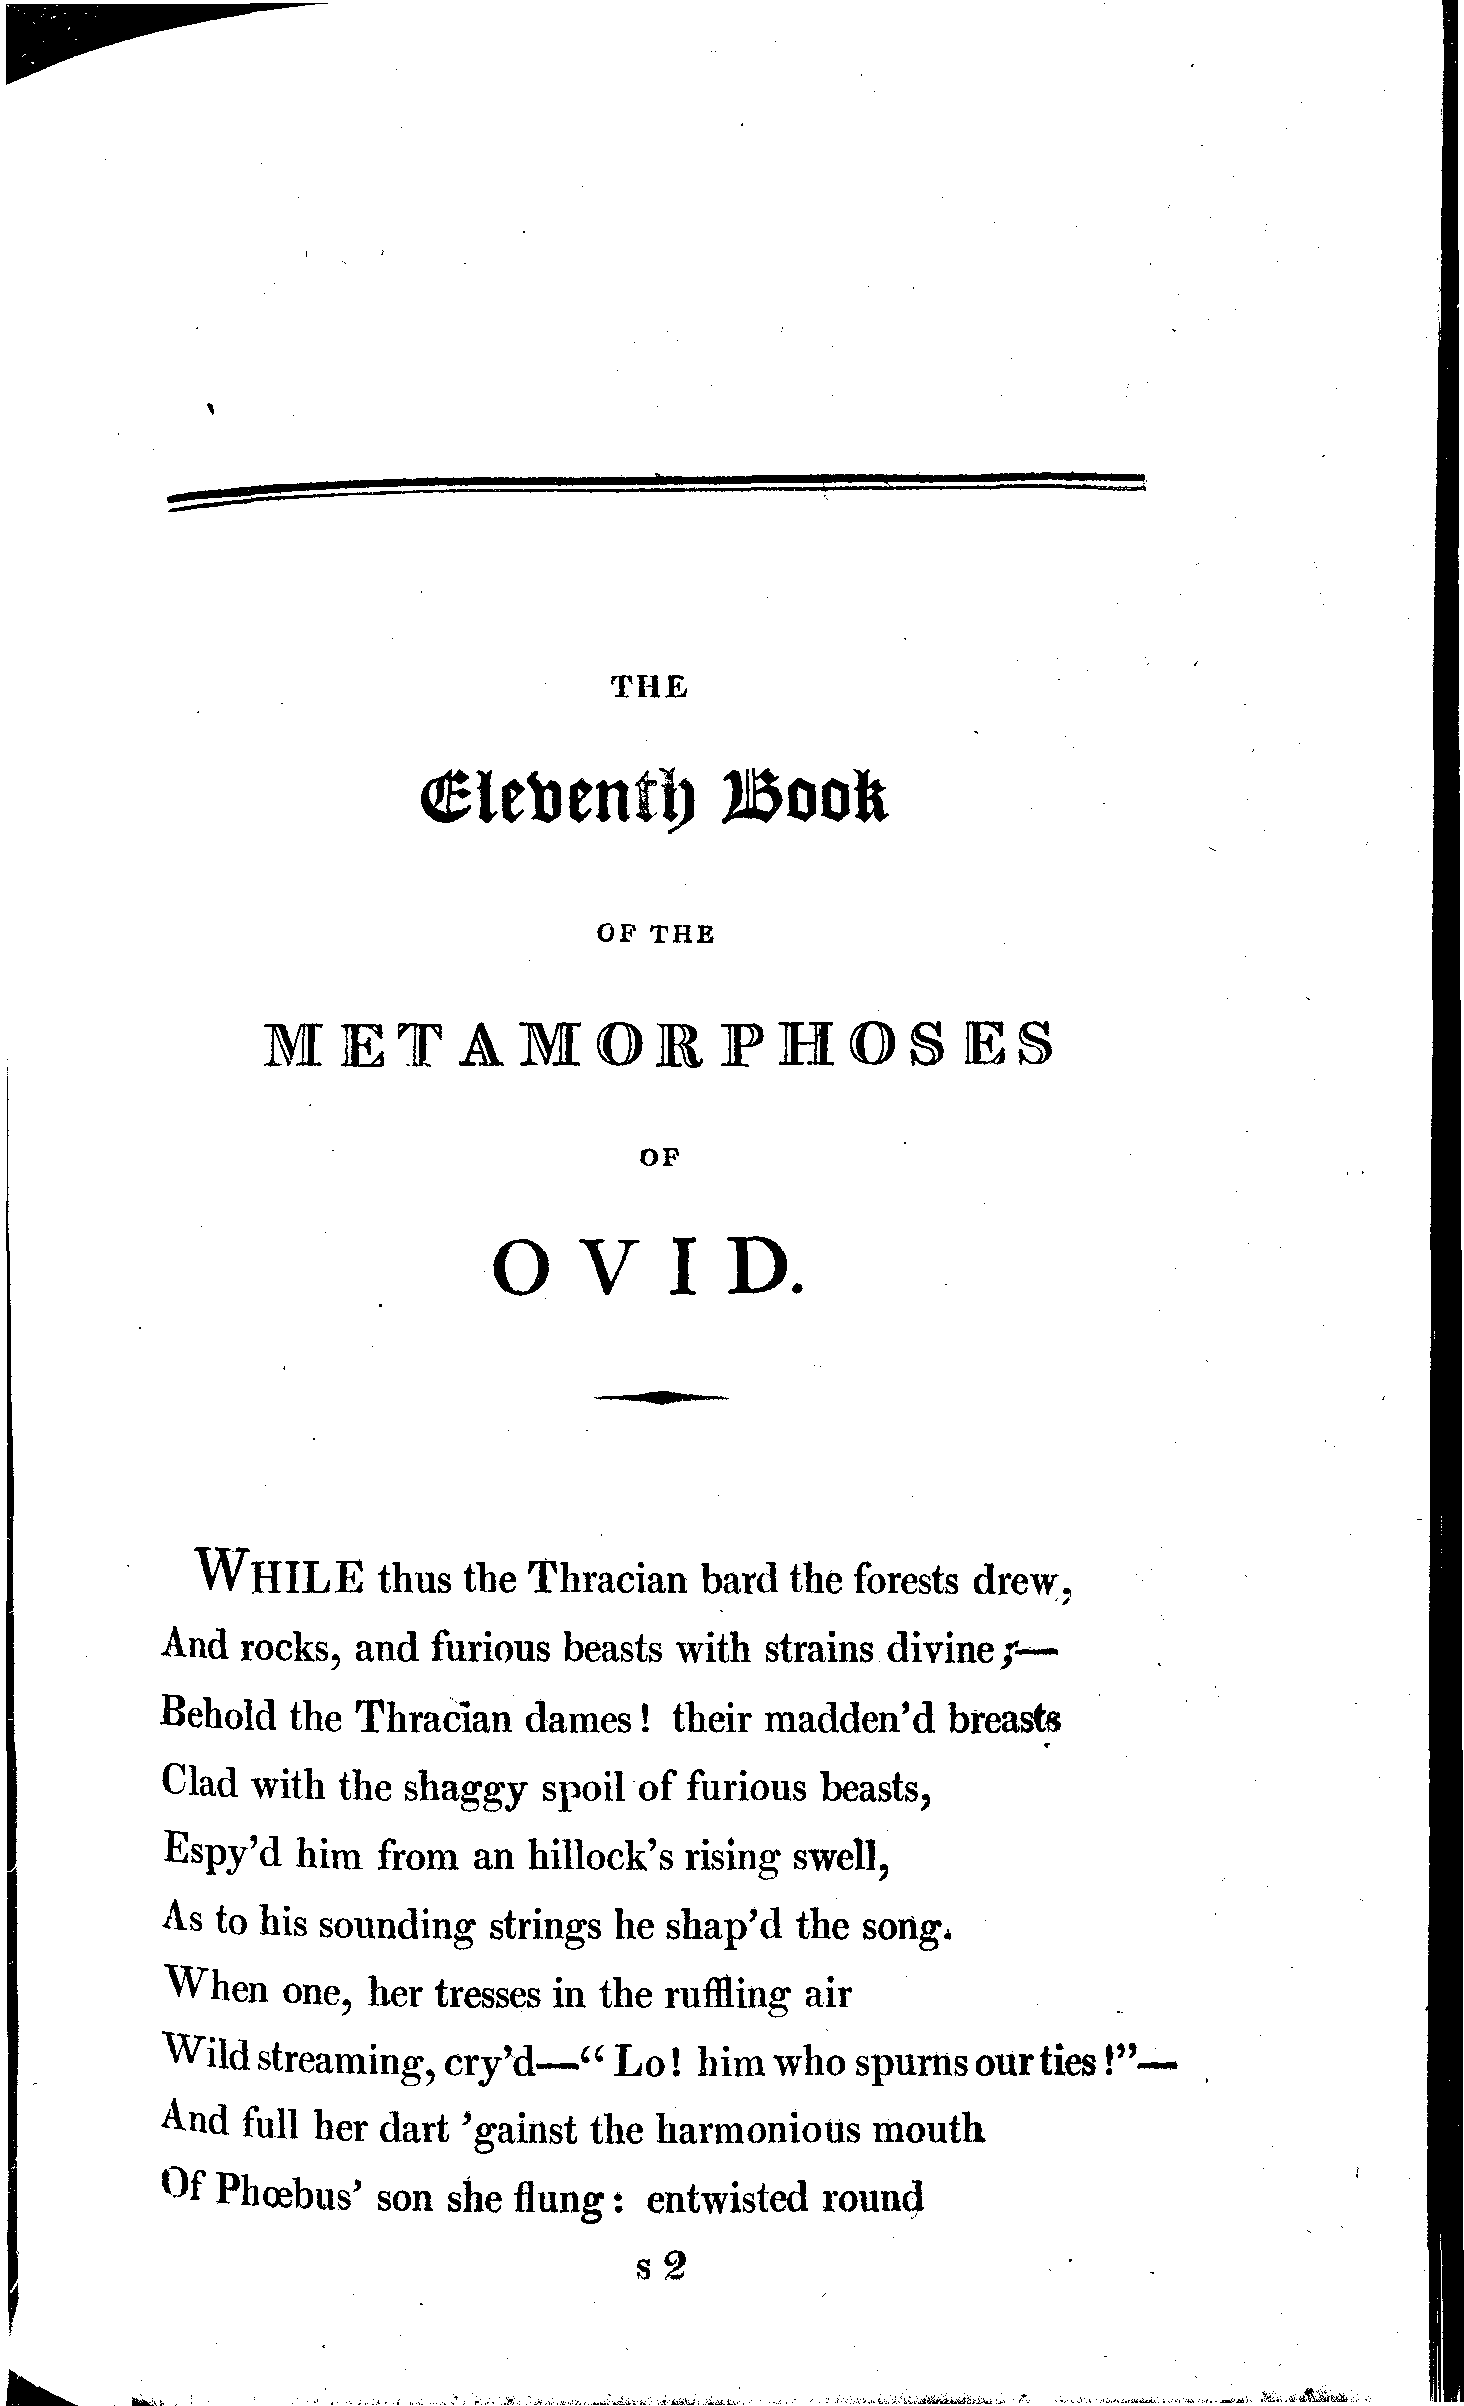 THE
Eleventh Book
OF THE
METAMORPHOSES
OF
OVID.
WHILE thus the Thracian bard the forests drew,
And rocks, and furious beasts with strains divine;—
Behold the Thracian dames! their madden'd breasts
Clad with the shaggy spoil of furious beasts,
Espy'd him from an hillock's rising swell,
As to his sounding strings he shap'd the song.
When one, her tresses in the ruffling air
Wild streaming, cry'd—"Lo! him who spurns our ties!"—
And full her dart 'gainst the harmonious mouth
Of Phœbus' son she flung: entwisted round
s 2